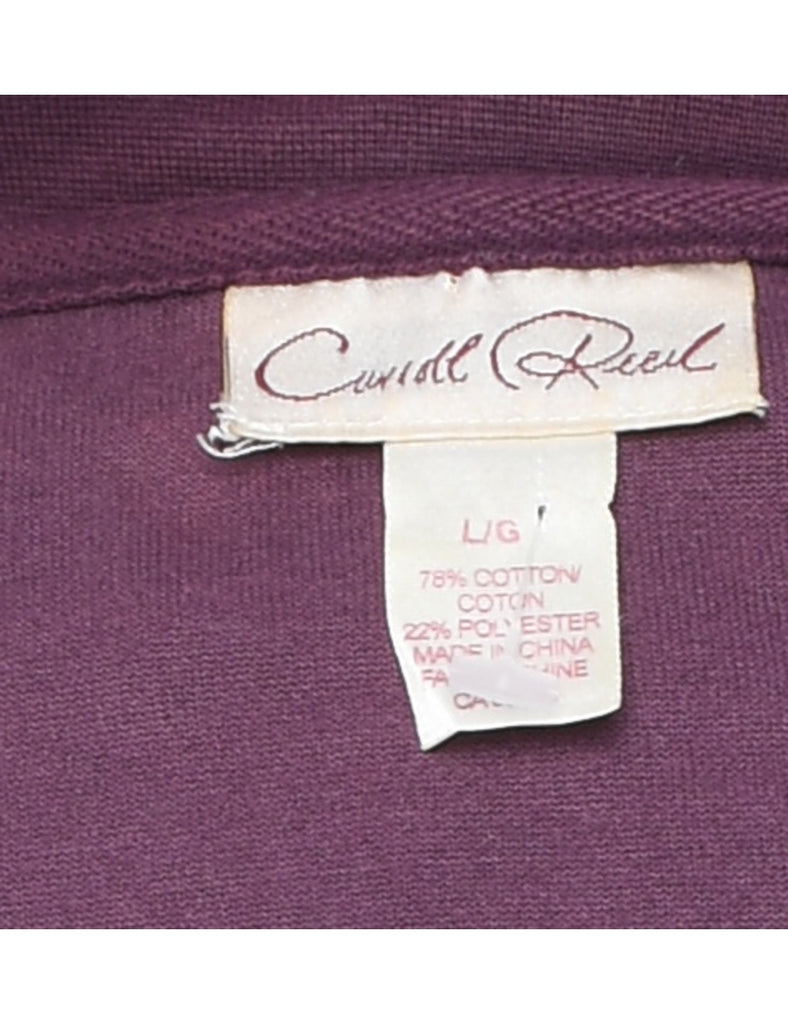 Carroll Reed
L/G
78% COTTON/
COTON
22% POLYESTER
MADE IN CHINA